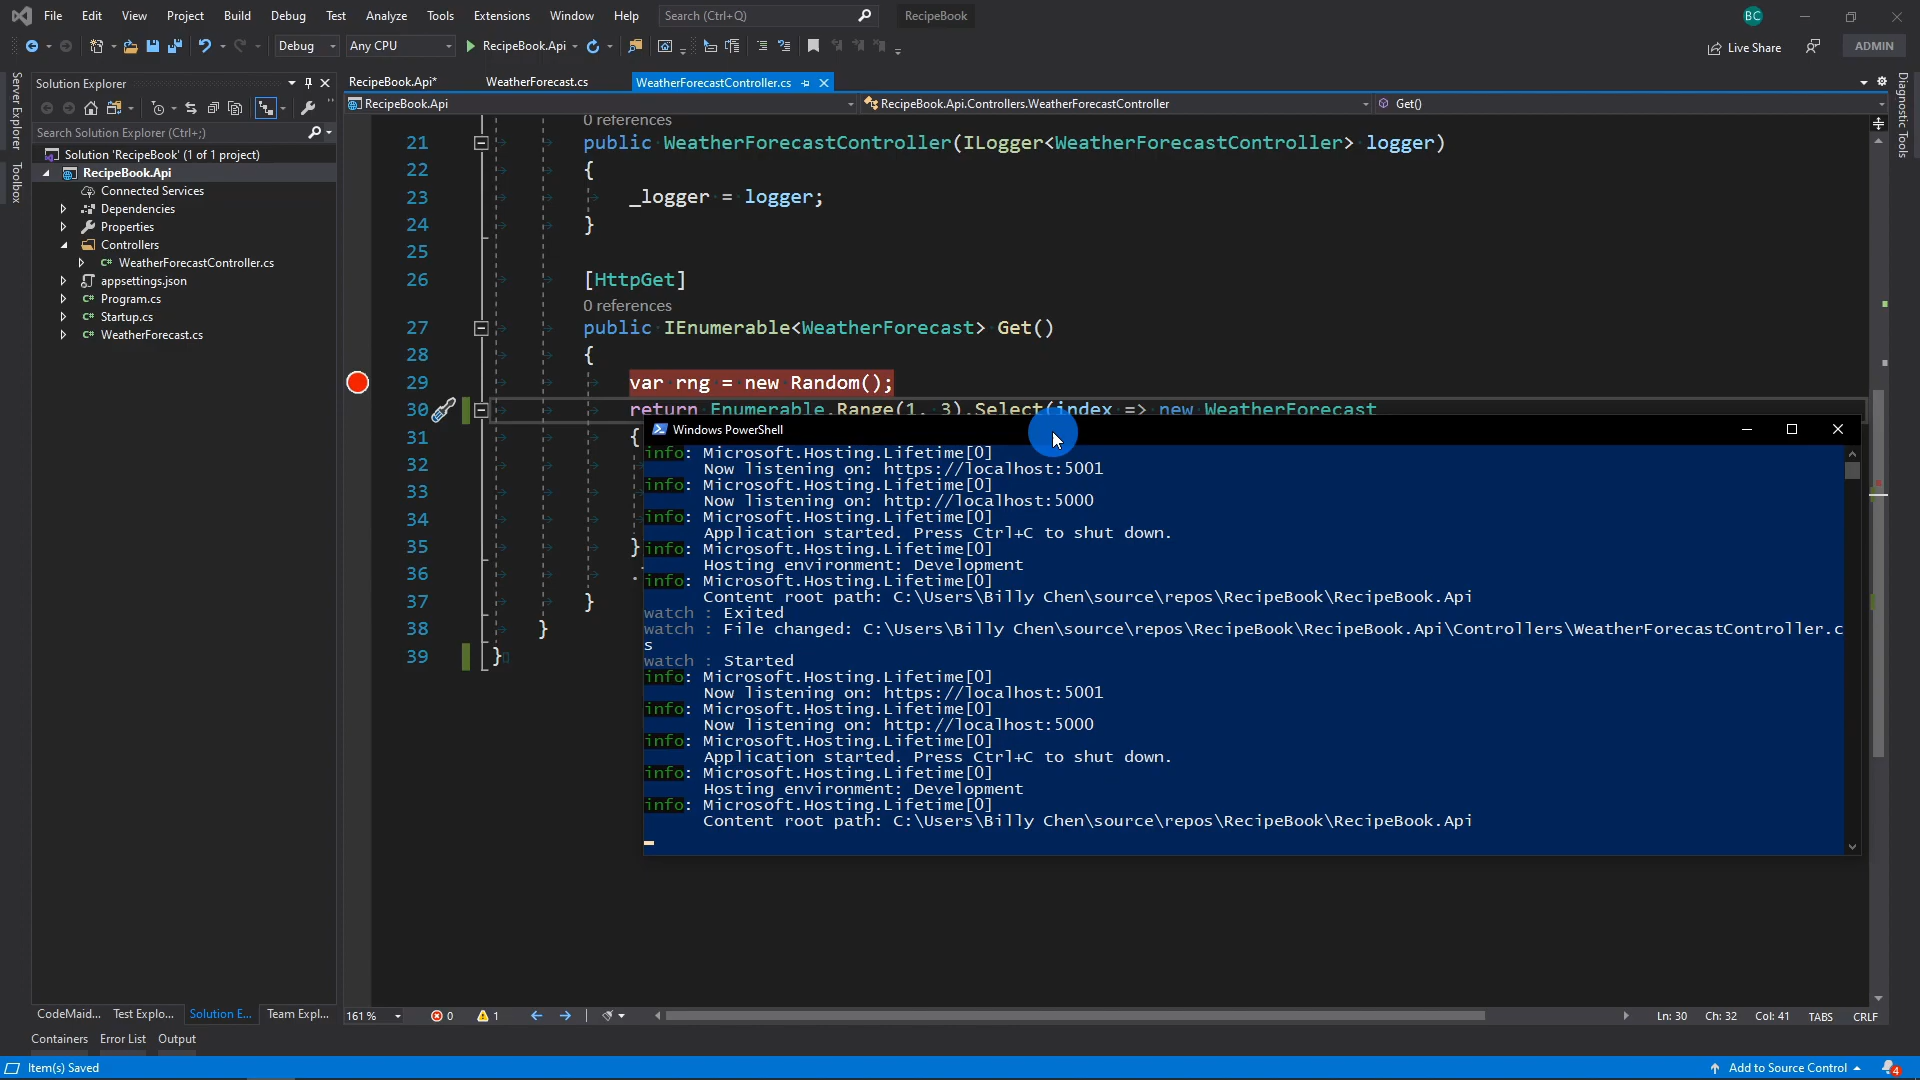 File Edit View Project Build Debug Test Analyze Tools Extensions Window Help Search (Ctrl+Q) RecipeBook BC
Debug Any CPU RecipeBook.Api Live Share ADMIN
Server Explorer
Toolbox
Solution Explorer
Search Solution Explorer (Ctrl+;)
Solution 'RecipeBook' (1 of 1 project)
RecipeBook.Api
Connected Services
Dependencies
Properties
Controllers
C# WeatherForecastController.cs
appsettings.json
C# Program.cs
C# Startup.cs
C# WeatherForecast.cs
RecipeBook.Api* WeatherForecast.cs WeatherForecastController.cs
RecipeBook.Api RecipeBook.Api.Controllers.WeatherForecastController Get()
Diagnostic Tools
0 references
21 public WeatherForecastController(ILogger<WeatherForecastController> logger)
22 {
23 _logger = logger;
24 }
25
26 [HttpGet]
0 references
27 public IEnumerable<WeatherForecast> Get()
28 {
29 var rng = new Random();
30 return Enumerable.Range(1, 3).Select(index => new WeatherForecast
31 {
32
33
34
35 }
36 .
37 }
38 }
39 }
Windows PowerShell
info: Microsoft.Hosting.Lifetime[0]
Now listening on: https://localhost:5001
info: Microsoft.Hosting.Lifetime[0]
Now listening on: http://localhost:5000
info: Microsoft.Hosting.Lifetime[0]
Application started. Press Ctrl+C to shut down.
info: Microsoft.Hosting.Lifetime[0]
Hosting environment: Development
info: Microsoft.Hosting.Lifetime[0]
Content root path: C:\Users\Billy Chen\source\repos\RecipeBook\RecipeBook.Api
watch : Exited
watch : File changed: C:\Users\Billy Chen\source\repos\RecipeBook\RecipeBook.Api\Controllers\WeatherForecastController.c
s
watch : Started
info: Microsoft.Hosting.Lifetime[0]
Now listening on: https://localhost:5001
info: Microsoft.Hosting.Lifetime[0]
Now listening on: http://localhost:5000
info: Microsoft.Hosting.Lifetime[0]
Application started. Press Ctrl+C to shut down.
info: Microsoft.Hosting.Lifetime[0]
Hosting environment: Development
info: Microsoft.Hosting.Lifetime[0]
Content root path: C:\Users\Billy Chen\source\repos\RecipeBook\RecipeBook.Api
CodeMaid... Test Explo... Solution E... Team Expl...
161 % 0 1 Ln: 30 Ch: 32 Col: 41 TABS CRLF
Containers Error List Output
Item(s) Saved Add to Source Control 4